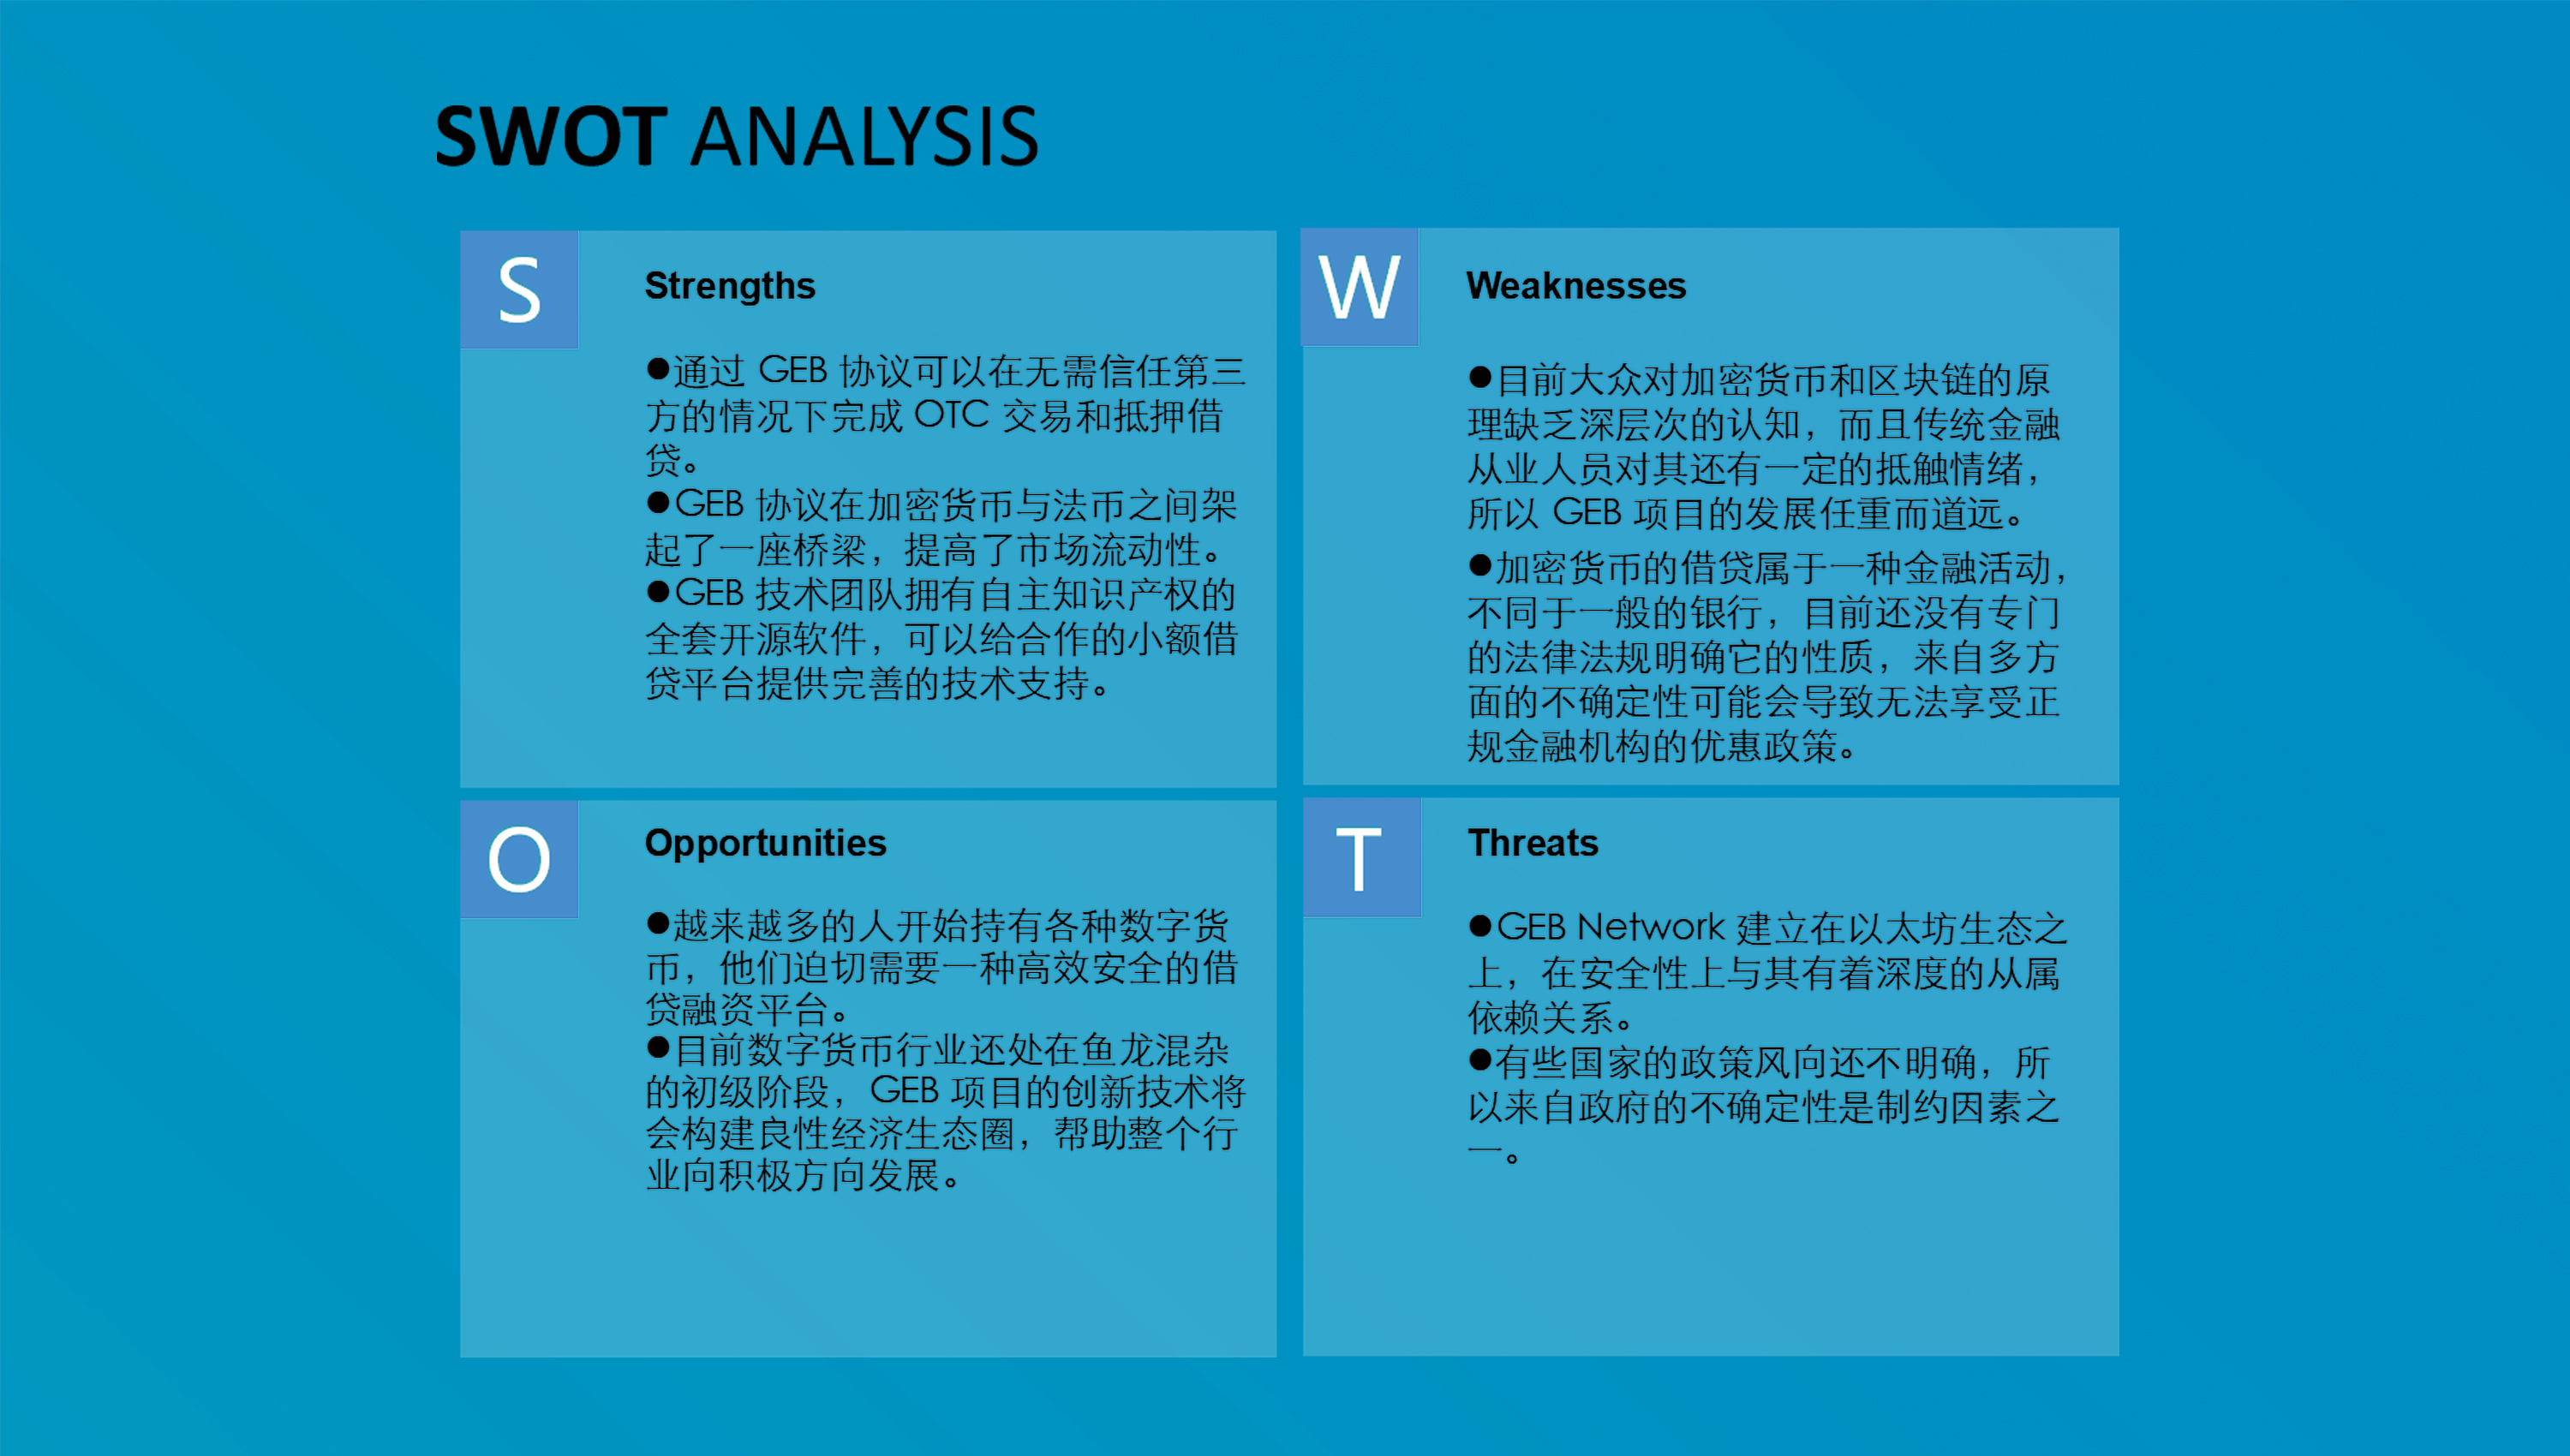 SWOT ANALYSIS
S
Strengths
●通过 GEB 协议可以在无需信任第三
方的情况下完成 OTC 交易和抵押借
贷。
●GEB 协议在加密货币与法币之间架
起了一座桥梁，提高了市场流动性。
●GEB 技术团队拥有自主知识产权的
全套开源软件，可以给合作的小额借
贷平台提供完善的技术支持。
W
Weaknesses
●目前大众对加密货币和区块链的原
理缺乏深层次的认知，而且传统金融
从业人员对其还有一定的抵触情绪，
所以 GEB 项目的发展任重而道远。
●加密货币的借贷属于一种金融活动，
不同于一般的银行，目前还没有专门
的法律法规明确它的性质，来自多方
面的不确定性可能会导致无法享受正
规金融机构的优惠政策。
O
Opportunities
●越来越多的人开始持有各种数字货
币，他们迫切需要一种高效安全的借
贷融资平台。
●目前数字货币行业还处在鱼龙混杂
的初级阶段，GEB 项目的创新技术将
会构建良性经济生态圈，帮助整个行
业向积极方向发展。
T
Threats
●GEB Network 建立在以太坊生态之
上，在安全性上与其有着深度的从属
依赖关系。
●有些国家的政策风向还不明确，所
以来自政府的不确定性是制约因素之
一。